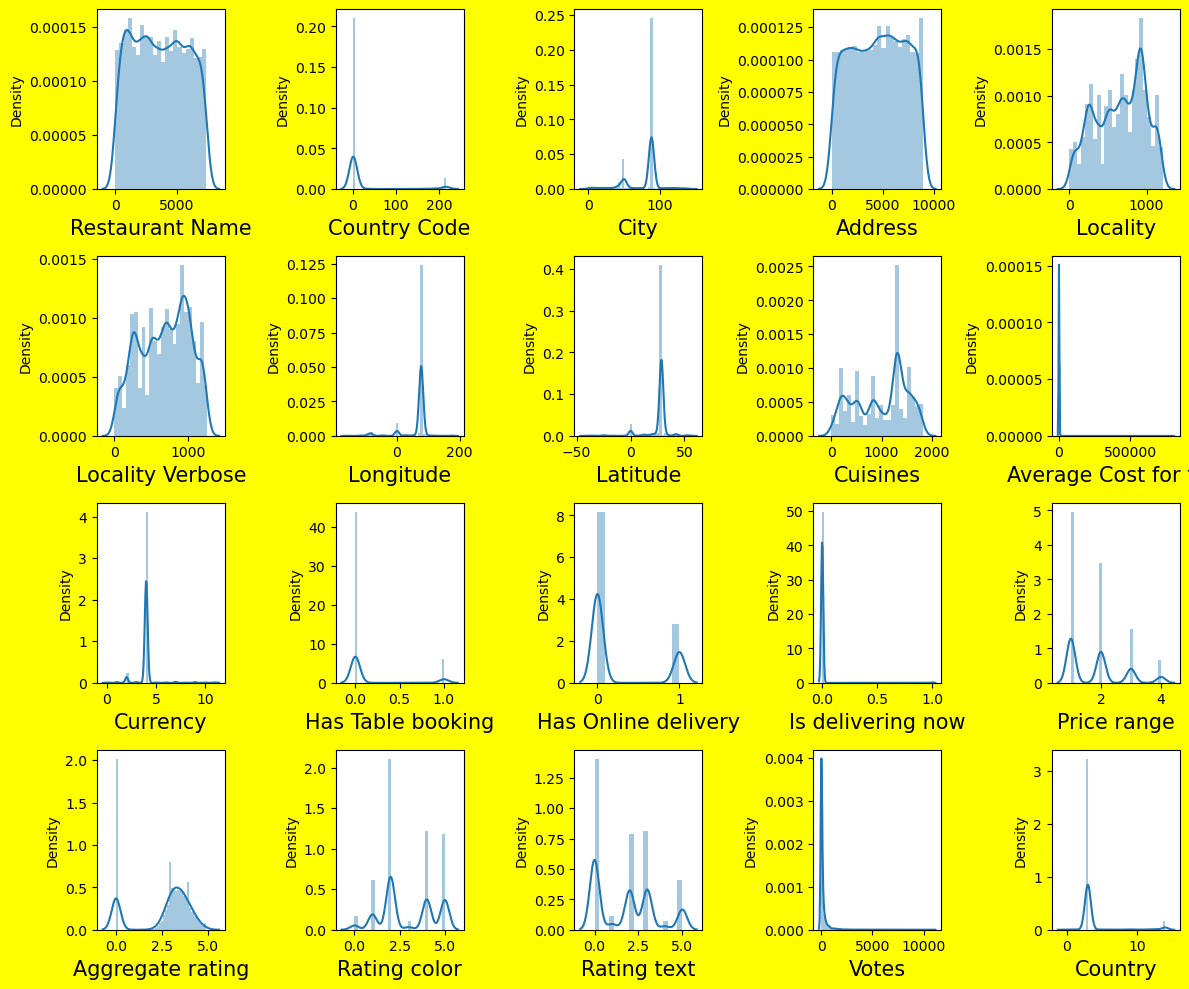 0.00015
0.00010
0.00005
0.00000
Density
0 5000
Restaurant Name
0.20
0.15
0.10
0.05
0.00
Density
0 100 200
Country Code
0.25
0.20
0.15
0.10
0.05
0.00
Density
0 100
City
0.000125
0.000100
0.000075
0.000050
0.000025
0.000000
Density
0 5000 10000
Address
0.0015
0.0010
0.0005
0.0000
Density
0 1000
Locality
0.0015
0.0010
0.0005
0.0000
Density
0 1000
Locality Verbose
0.125
0.100
0.075
0.050
0.025
0.000
Density
0 200
Longitude
0.4
0.3
0.2
0.1
0.0
Density
−50 0 50
Latitude
0.0025
0.0020
0.0015
0.0010
0.0005
0.0000
Density
0 1000 2000
Cuisines
0.00015
0.00010
0.00005
0.00000
Density
0 5000000
Average Cost for
4
3
2
1
0
Density
0 5 10
Currency
40
30
20
10
0
Density
0.0 0.5 1.0
Has Table booking
8
6
4
2
0
Density
0 1
Has Online delivery
50
40
30
20
10
0
Density
0.0 0.5 1.0
Is delivering now
5
4
3
2
1
0
Density
2 4
Price range
2.0
1.5
1.0
0.5
0.0
Density
0.0 2.5 5.0
Aggregate rating
2.0
1.5
1.0
0.5
0.0
Density
0.0 2.5 5.0
Rating color
1.25
1.00
0.75
0.50
0.25
0.00
Density
0.0 2.5 5.0
Rating text
0.004
0.003
0.002
0.001
0.000
Density
0 5000 10000
Votes
3
2
1
0
Density
0 10
Country